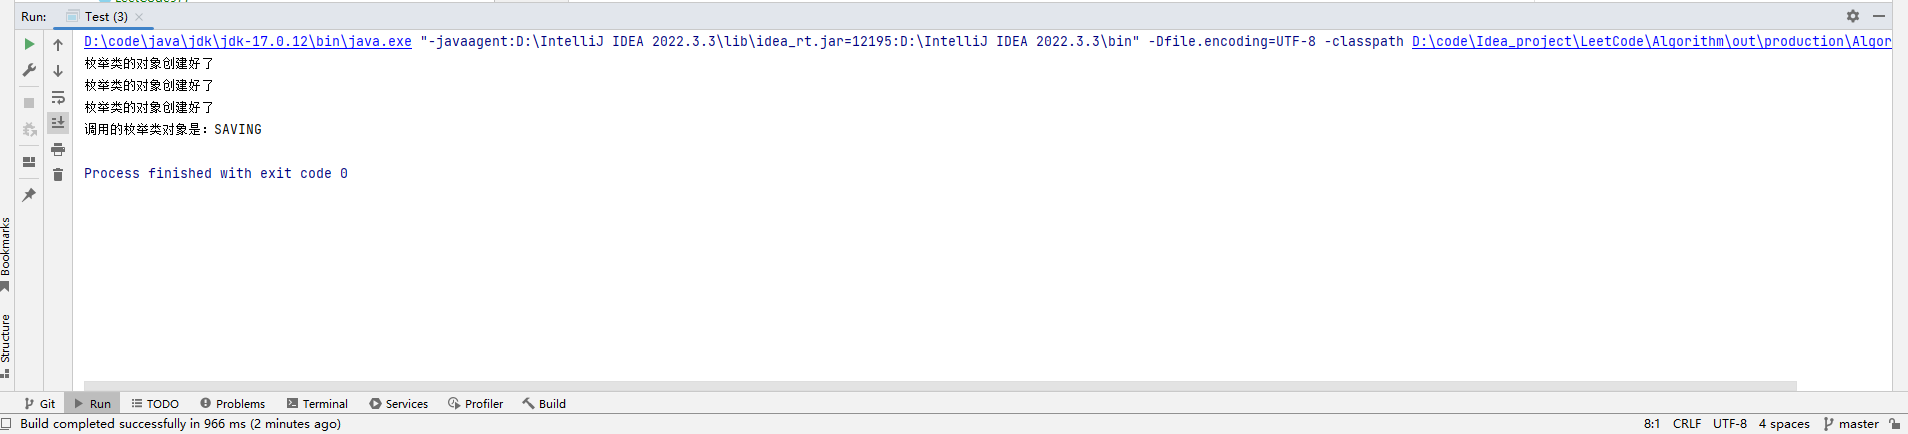 Run: Test (3)
D:\code\java\jdk\jdk-17.0.12\bin\java.exe "-javaagent:D:\IntelliJ IDEA 2022.3.3\lib\idea_rt.jar=12195:D:\IntelliJ IDEA 2022.3.3\bin" -Dfile.encoding=UTF-8 -classpath D:\code\Idea_project\LeetCode\Algorithm\out\production\Algor
枚举类的对象创建好了
枚举类的对象创建好了
枚举类的对象创建好了
调用的枚举类对象是：SAVING
Process finished with exit code 0
Bookmarks
Structure
Git Run TODO Problems Terminal Services Profiler Build
Build completed successfully in 966 ms (2 minutes ago) 8:1 CRLF UTF-8 4 spaces master